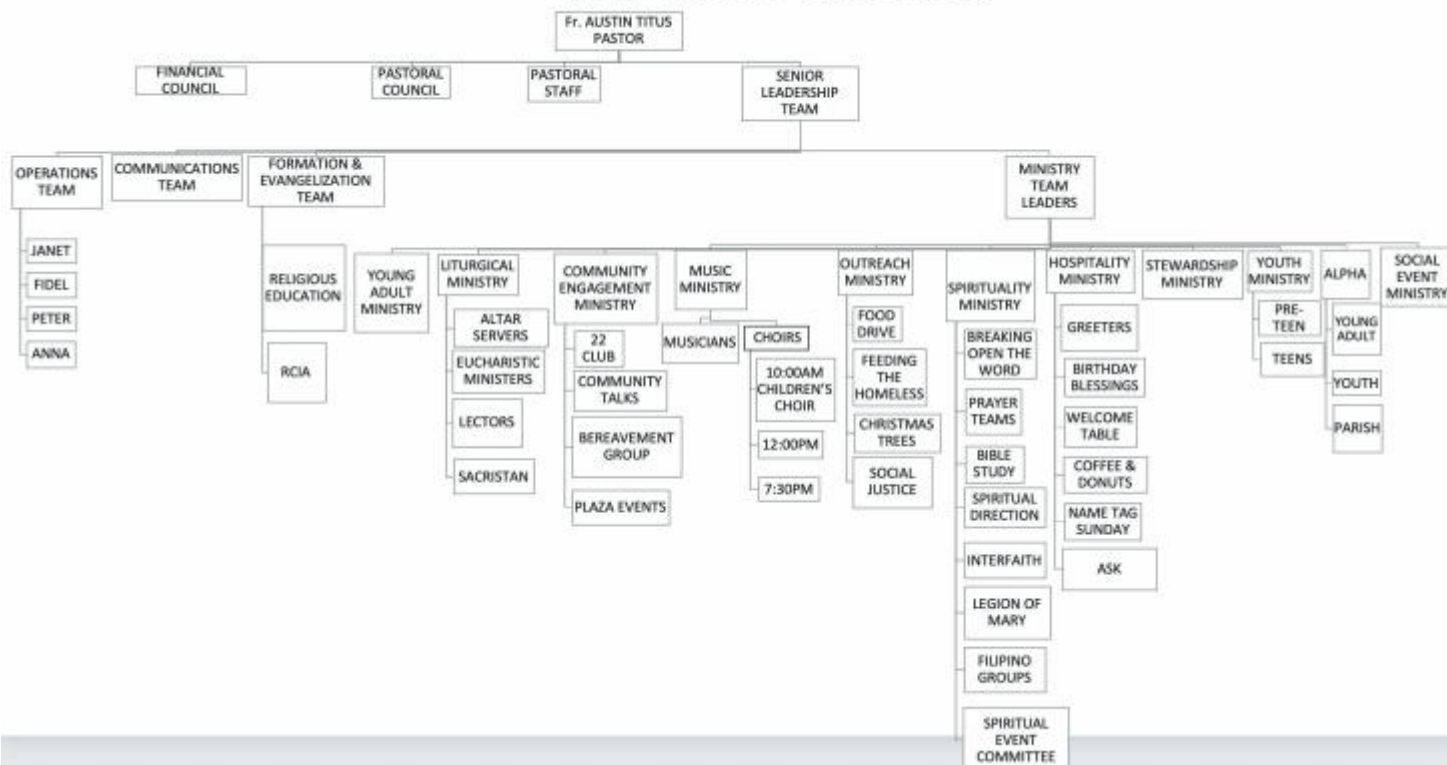 Fr. AUSTIN TITUS
PASTOR
FINANCIAL
COUNCIL
PASTORAL
COUNCIL
PASTORAL
STAFF
SENIOR
LEADERSHIP
TEAM
OPERATIONS
TEAM
COMMUNICATIONS
TEAM
FORMATION &
EVANGELIZATION
TEAM
MINISTRY
TEAM
LEADERS
JANET
FIDEL
PETER
ANNA
RELIGIOUS
EDUCATION
RCIA
YOUNG
ADULT
MINISTRY
LITURGICAL
MINISTRY
ALTAR
SERVERS
EUCHARISTIC
MINISTERS
LECTORS
SACRISTAN
COMMUNITY
ENGAGEMENT
MINISTRY
22
CLUB
COMMUNITY
TALKS
BEREAVEMENT
GROUP
PLAZA EVENTS
MUSIC
MINISTRY
MUSICIANS
CHOIRS
10:00AM
CHILDREN'S
CHOIR
12:00PM
7:30PM
OUTREACH
MINISTRY
FOOD
DRIVE
FEEDING
THE
HOMELESS
CHRISTMAS
TREES
SOCIAL
JUSTICE
SPIRITUALITY
MINISTRY
BREAKING
OPEN THE
WORD
PRAYER
TEAMS
BIBLE
STUDY
SPIRITUAL
DIRECTION
INTERFAITH
LEGION OF
MARY
FILIPINO
GROUPS
SPIRITUAL
EVENT
COMMITTEE
HOSPITALITY
MINISTRY
GREETERS
BIRTHDAY
BLESSINGS
WELCOME
TABLE
COFFEE &
DONUTS
NAME TAG
SUNDAY
ASK
STEWARDSHIP
MINISTRY
YOUTH
MINISTRY
PRE-
TEEN
TEENS
ALPHA
YOUNG
ADULT
YOUTH
PARISH
SOCIAL
EVENT
MINISTRY